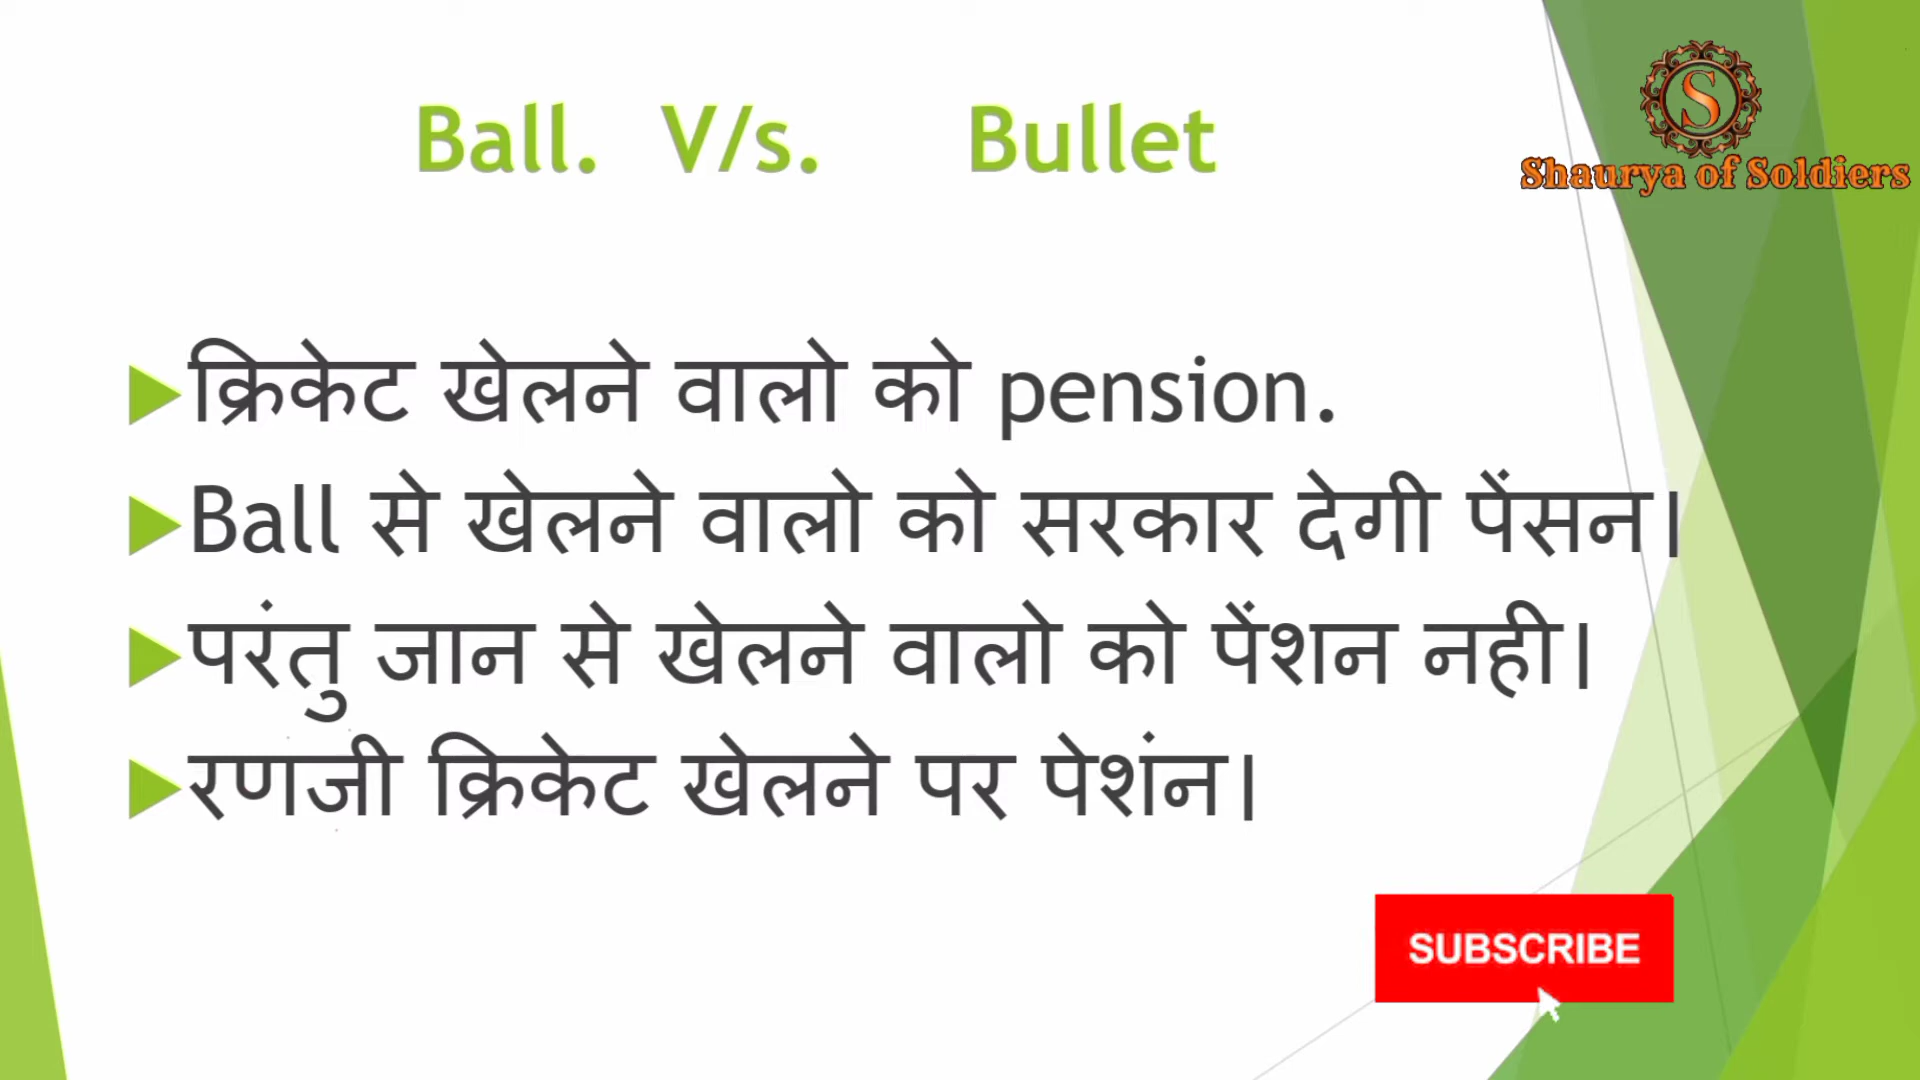 Ball. V/s. Bullet
S
Shaurya of Soldiers
क्रिकेट खेलने वालो को pension.
Ball से खेलने वालो को सरकार देगी पेंसन।
परंतु जान से खेलने वालो को पेंशन नही।
रणजी क्रिकेट खेलने पर पेशंन।
SUBSCRIBE